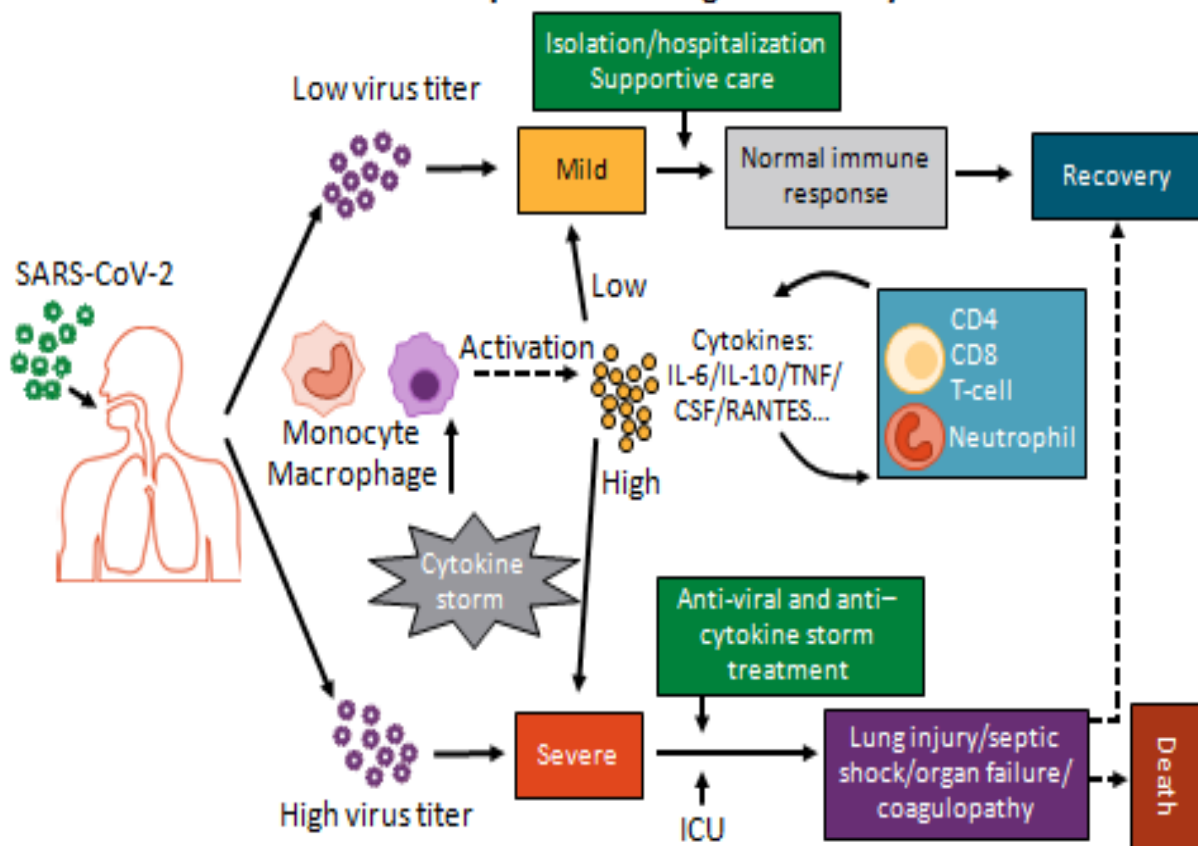 Isolation/hospitalization
Supportive care
Low virus titer
Mild
Normal immune
response
Recovery
SARS-CoV-2
Low
Activation
Monocyte
Macrophage
Cytokines:
IL-6/IL-10/TNF/
CSF/RANTES...
CD4
CD8
T-cell
Neutrophil
High
Cytokine
storm
Anti-viral and anti–
cytokine storm
treatment
Severe
Lung injury/septic
shock/organ failure/
coagulopathy
Death
High virus titer
ICU